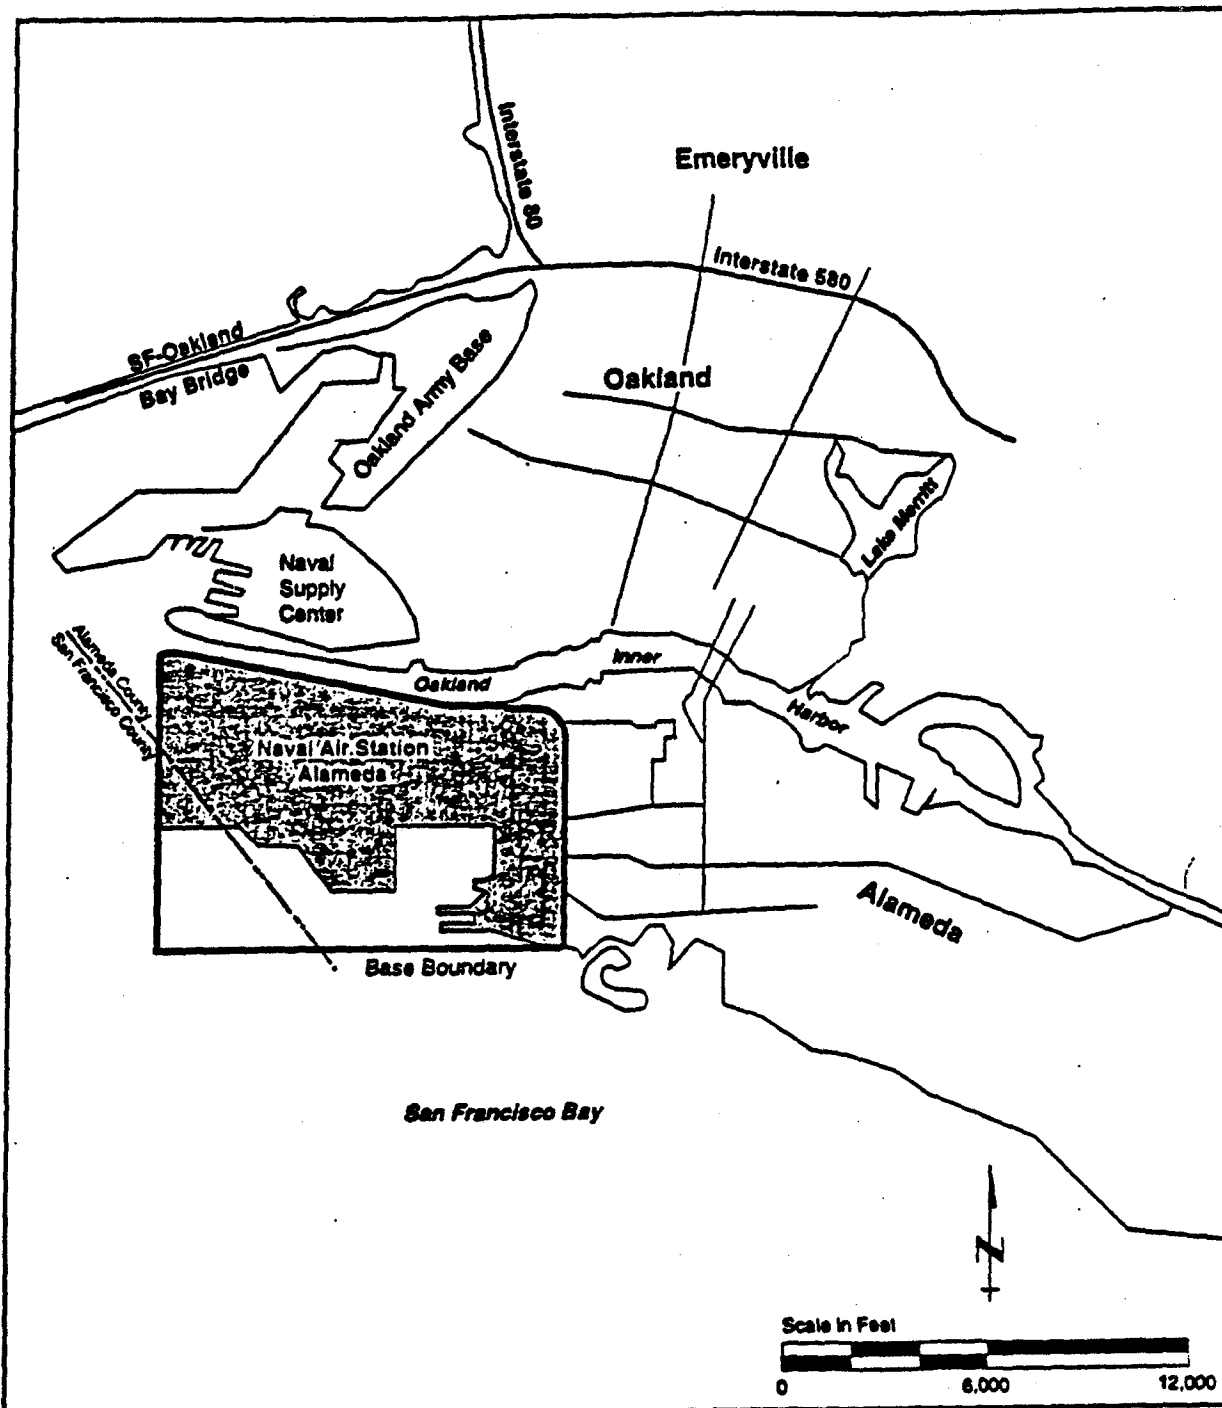 Interstate 80
Emeryville
Interstate 580
SF-Oakland
Bay Bridge
Oakland Army Base
Oakland
Lake Merritt
Naval
Supply
Center
Alameda County
San Francisco County
Oakland
Inner
Harbor
Naval Air Station
Alameda
Alameda
Base Boundary
San Francisco Bay
N
Scale in Feet
0 6,000 12,000